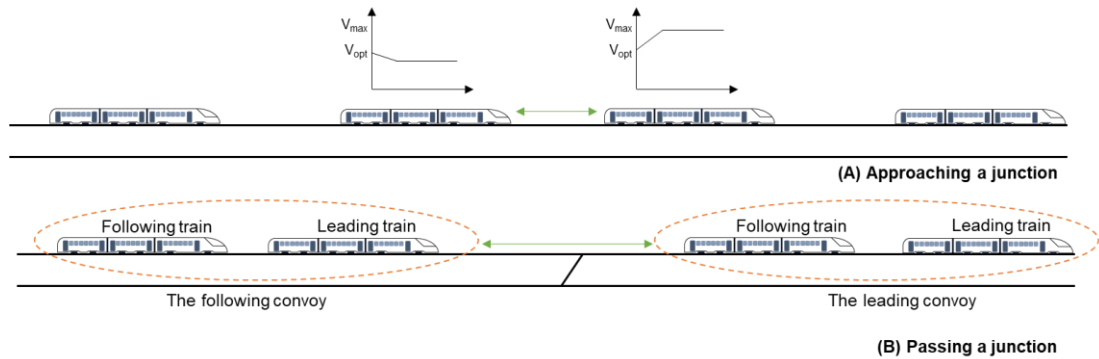 Vmax
Vopt
Vmax
Vopt
(A) Approaching a junction
Following train
Leading train
Following train
Leading train
The following convoy
The leading convoy
(B) Passing a junction